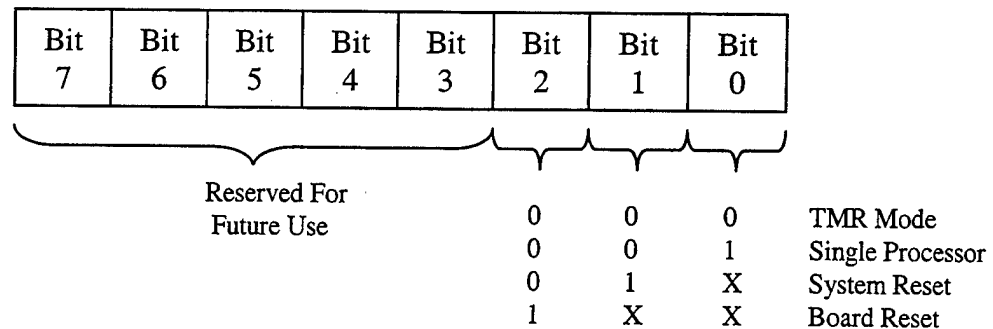 Bit Bit Bit Bit Bit Bit Bit Bit
7 6 5 4 3 2 1 0
Reserved For
Future Use
0 0 0 TMR Mode
0 0 1 Single Processor
0 1 X System Reset
1 X X Board Reset